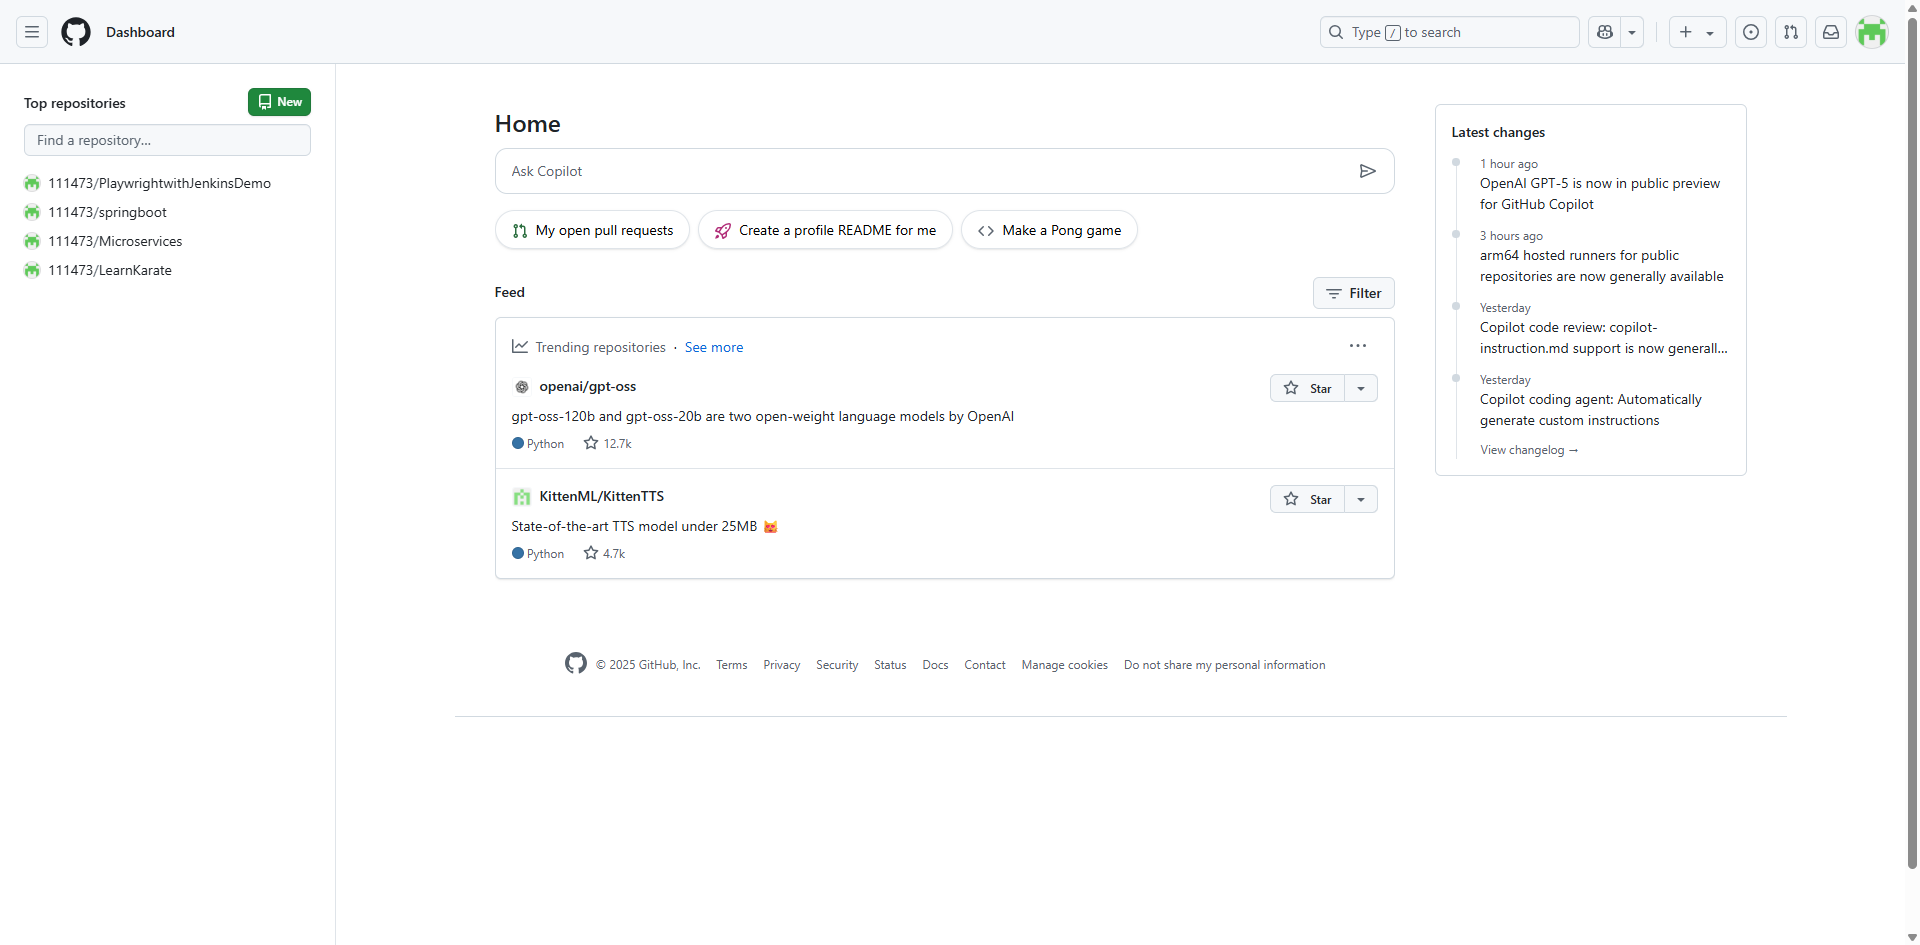 Dashboard
Type / to search
Top repositories
New
Find a repository...
111473/PlaywrightwithJenkinsDemo
111473/springboot
111473/Microservices
111473/LearnKarate
Home
Ask Copilot
My open pull requests
Create a profile README for me
Make a Pong game
Feed
Filter
Trending repositories · See more
openai/gpt-oss
Star
gpt-oss-120b and gpt-oss-20b are two open-weight language models by OpenAI
Python 12.7k
KittenML/KittenTTS
Star
State-of-the-art TTS model under 25MB 😻
Python 4.7k
Latest changes
1 hour ago
OpenAI GPT-5 is now in public preview
for GitHub Copilot
3 hours ago
arm64 hosted runners for public
repositories are now generally available
Yesterday
Copilot code review: copilot-
instruction.md support is now generall...
Yesterday
Copilot coding agent: Automatically
generate custom instructions
View changelog →
© 2025 GitHub, Inc. Terms Privacy Security Status Docs Contact Manage cookies Do not share my personal information